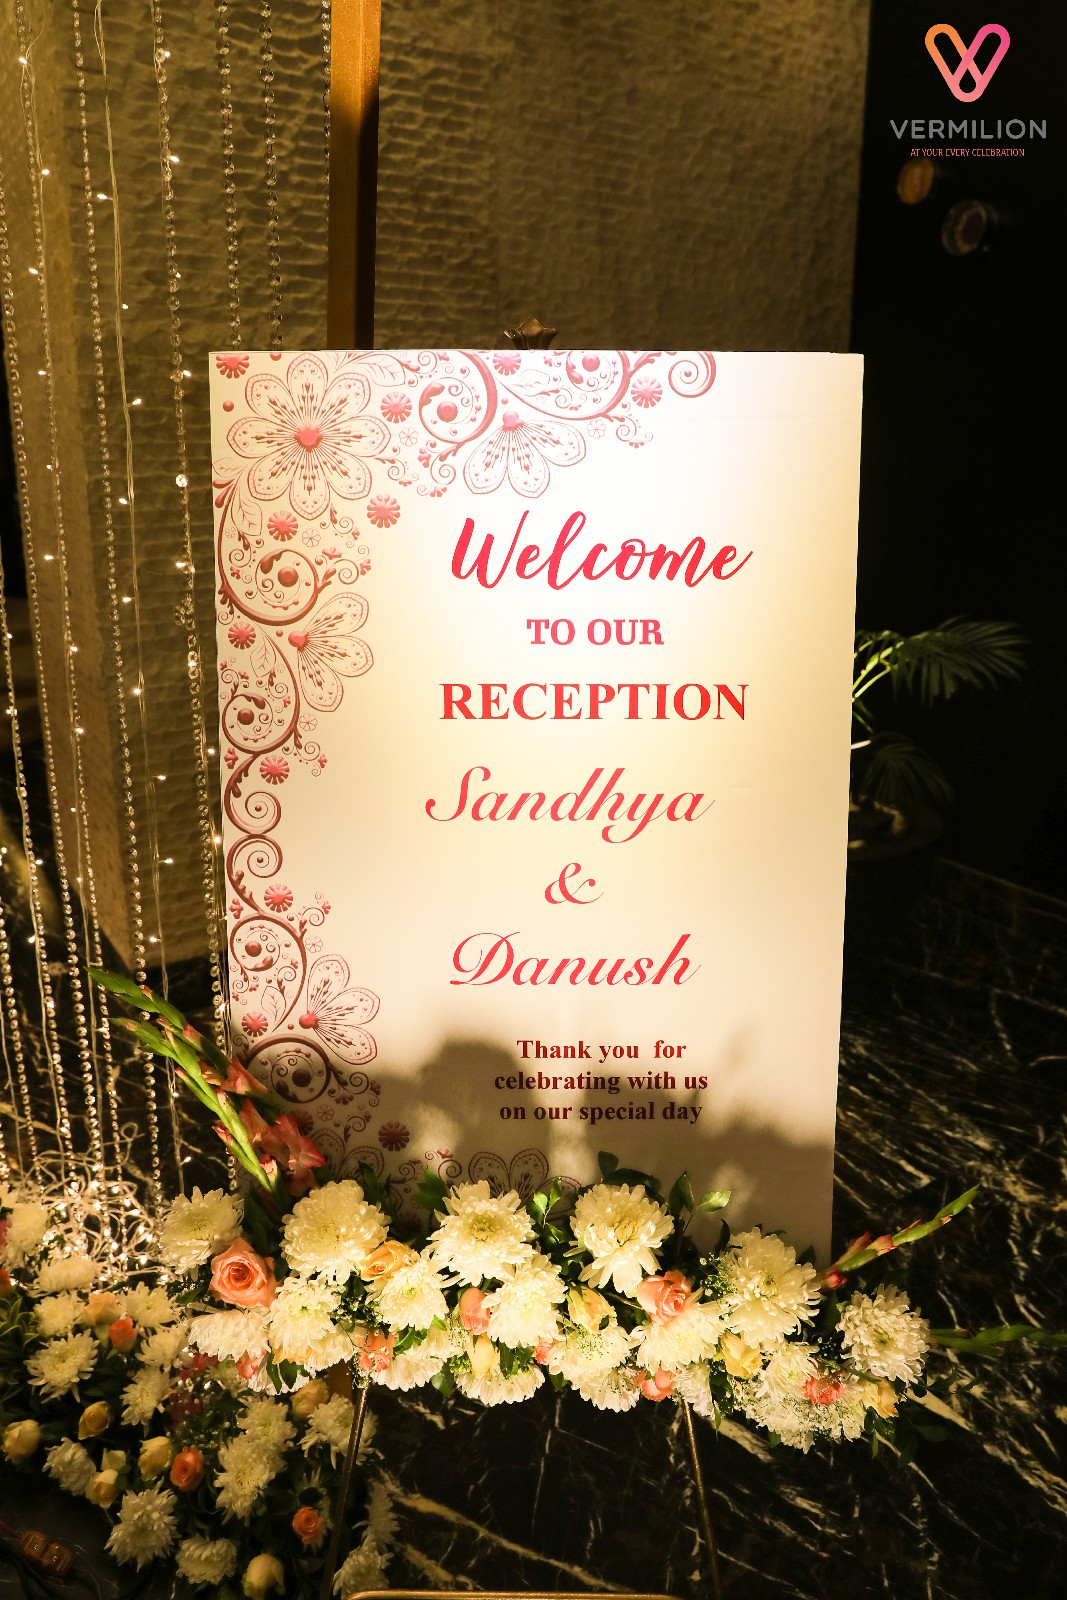 VERMILION
AT YOUR EVERY CELEBRATION
Welcome
TO OUR
RECEPTION
Sandhya
&
Danush
Thank you for
celebrating with us
on our special day